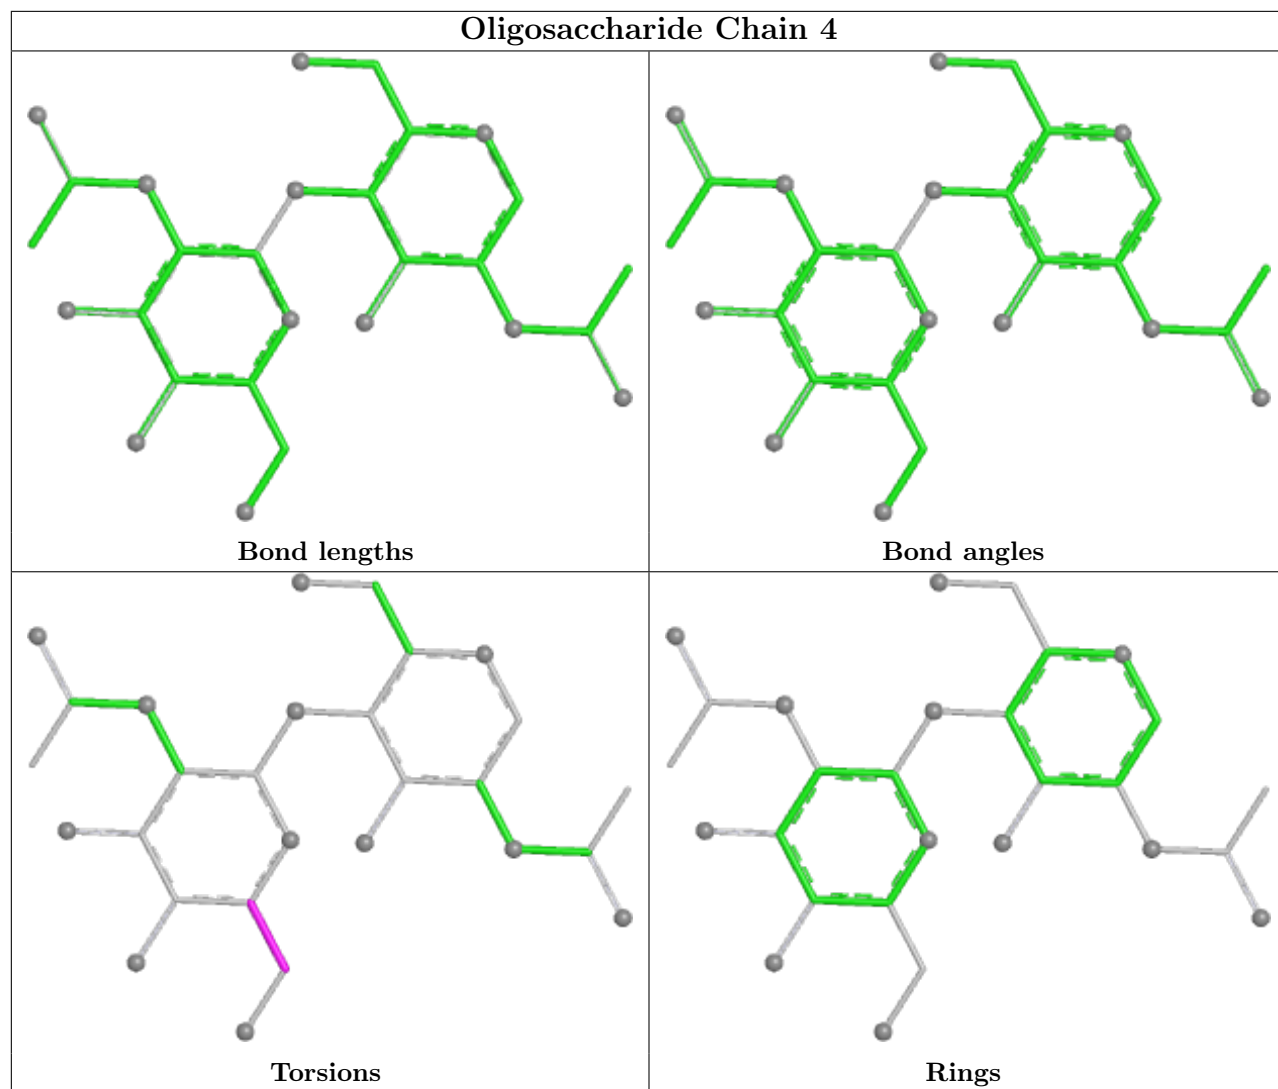 Oligosaccharide Chain 4
Bond lengths
Bond angles
Torsions
Rings